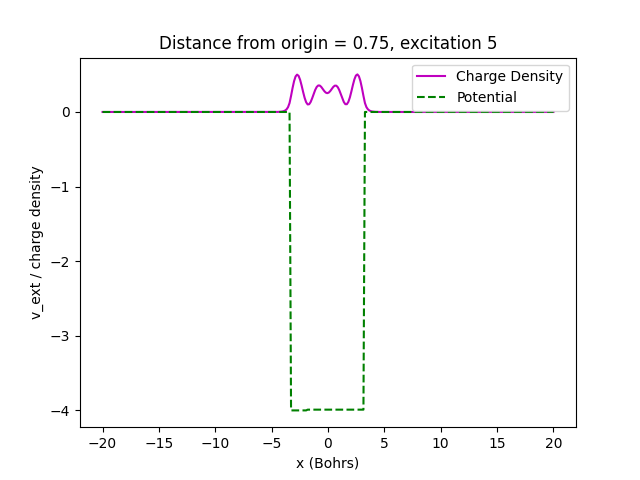 Distance from origin = 0.75, excitation 5
Charge Density
Potential
0
−1
−2
−3
−4
v_ext / charge density
−20 −15 −10 −5 0 5 10 15 20
x (Bohrs)